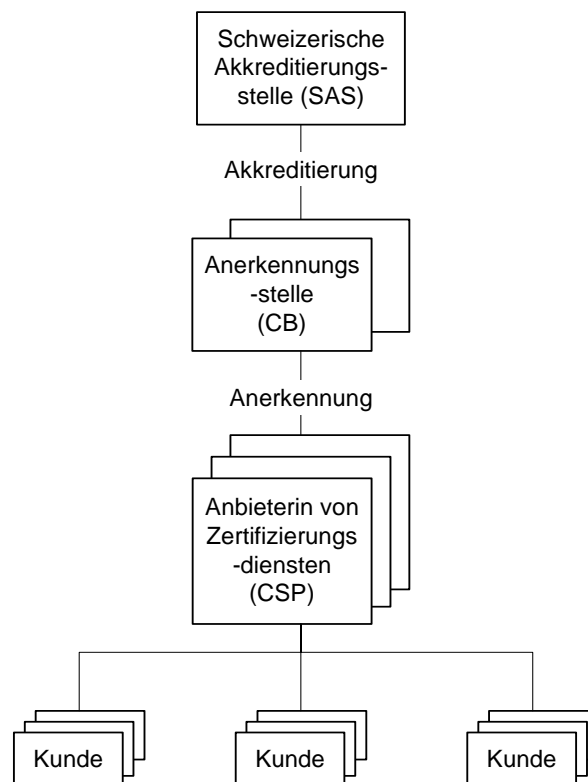 Schweizerische
Akkreditierungs-
stelle (SAS)
Akkreditierung
Anerkennungs
-stelle
(CB)
Anerkennung
Anbieterin von
Zertifizierungs
-diensten
(CSP)
Kunde
Kunde
Kunde